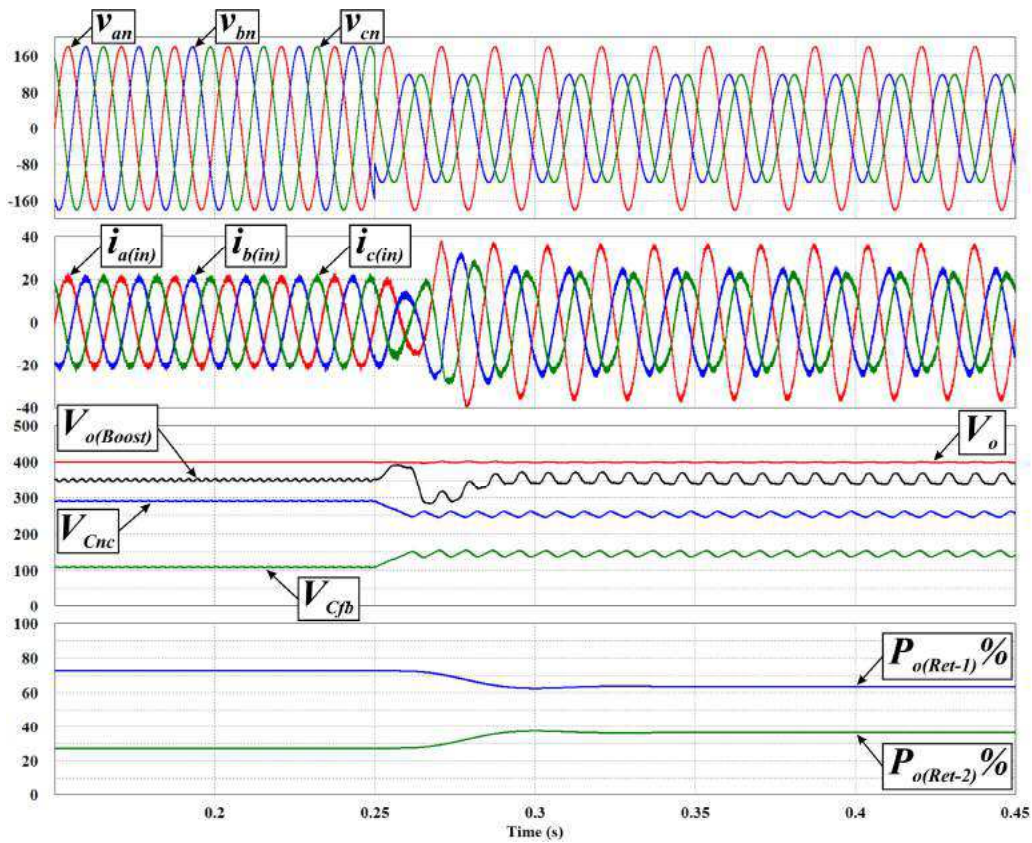 v_an v_bn v_cn
160
80
0
-80
-160
i_a(in) i_b(in) i_c(in)
40
20
0
-20
-40
V_o(Boost) V_o
V_Cnc
V_Cfb
500
400
300
200
100
0
P_o(Ret-1)%
P_o(Ret-2)%
100
80
60
40
20
0
0.2 0.25 0.3 0.35 0.4 0.45
Time (s)